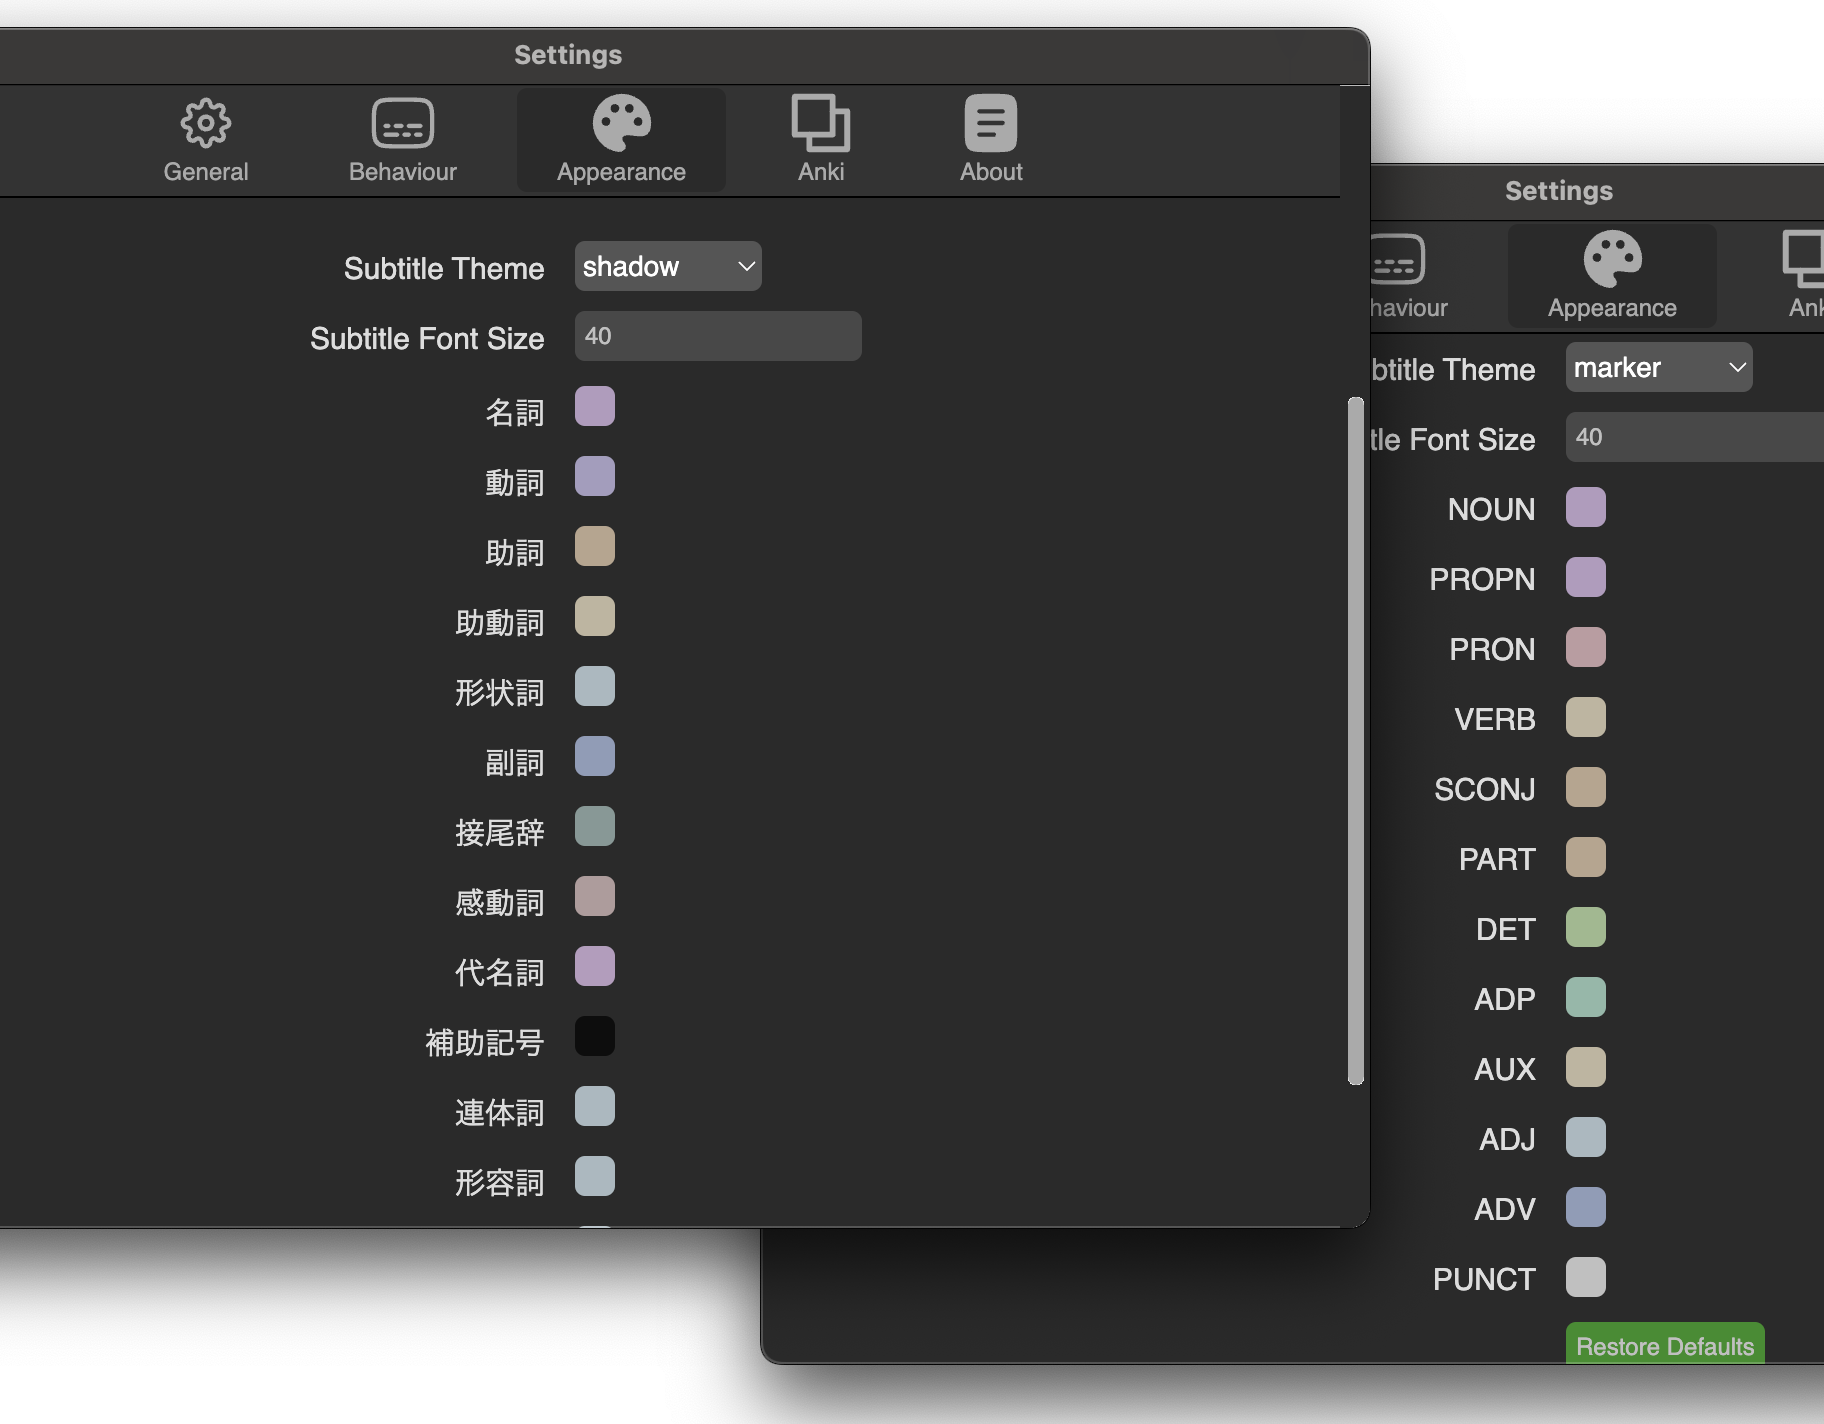 Settings
General
Behaviour
Appearance
Anki
About
Subtitle Theme
shadow
Subtitle Font Size
40
名詞
動詞
助詞
助動詞
形状詞
副詞
接尾辞
感動詞
代名詞
補助記号
連体詞
形容詞
Settings
haviour
Appearance
Ank
btitle Theme
marker
tle Font Size
40
NOUN
PROPN
PRON
VERB
SCONJ
PART
DET
ADP
AUX
ADJ
ADV
PUNCT
Restore Defaults